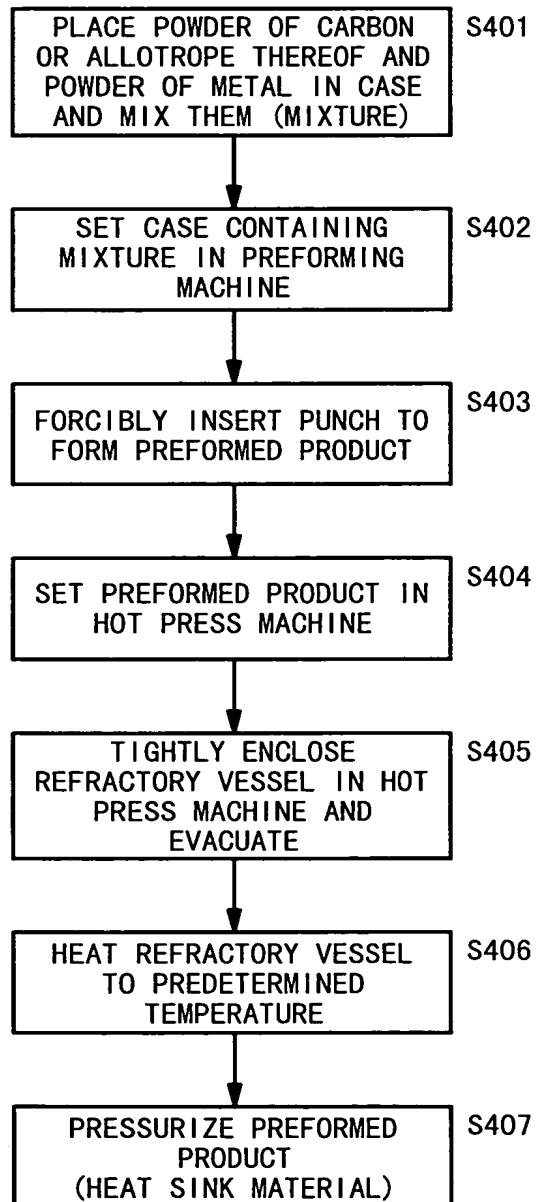 PLACE POWDER OF CARBON
OR ALLOTROPE THEREOF AND
POWDER OF METAL IN CASE
AND MIX THEM (MIXTURE)
S401
SET CASE CONTAINING
MIXTURE IN PREFORMING
MACHINE
S402
FORCIBLY INSERT PUNCH TO
FORM PREFORMED PRODUCT
S403
SET PREFORMED PRODUCT IN
HOT PRESS MACHINE
S404
TIGHTLY ENCLOSE
REFRACTORY VESSEL IN HOT
PRESS MACHINE AND
EVACUATE
S405
HEAT REFRACTORY VESSEL
TO PREDETERMINED
TEMPERATURE
S406
PRESSURIZE PREFORMED
PRODUCT
(HEAT SINK MATERIAL)
S407